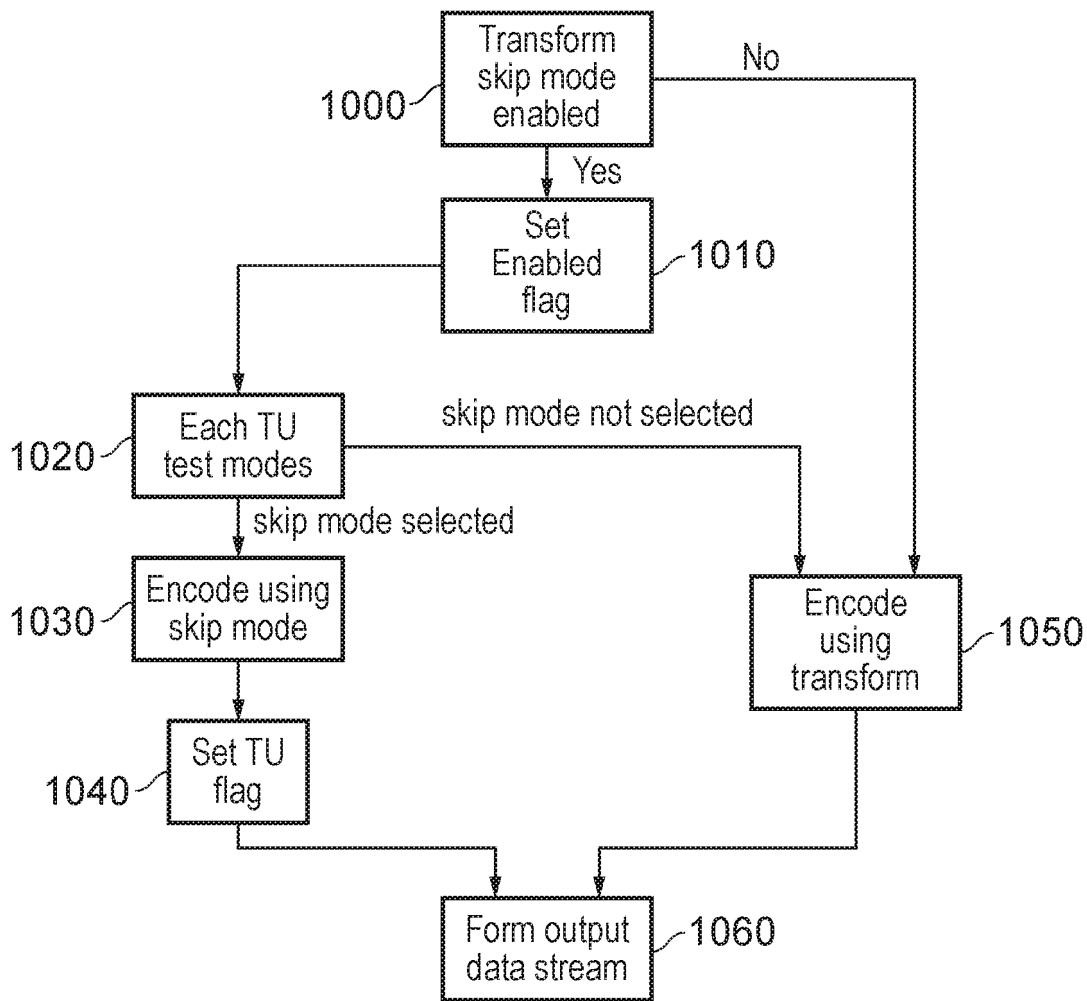 Transform
skip mode
enabled
No
1000
Yes
Set
Enabled
flag
1010
Each TU
test modes
skip mode not selected
1020
skip mode selected
Encode using
skip mode
1030
Encode
using
transform
1050
Set TU
flag
1040
Form output
data stream
1060